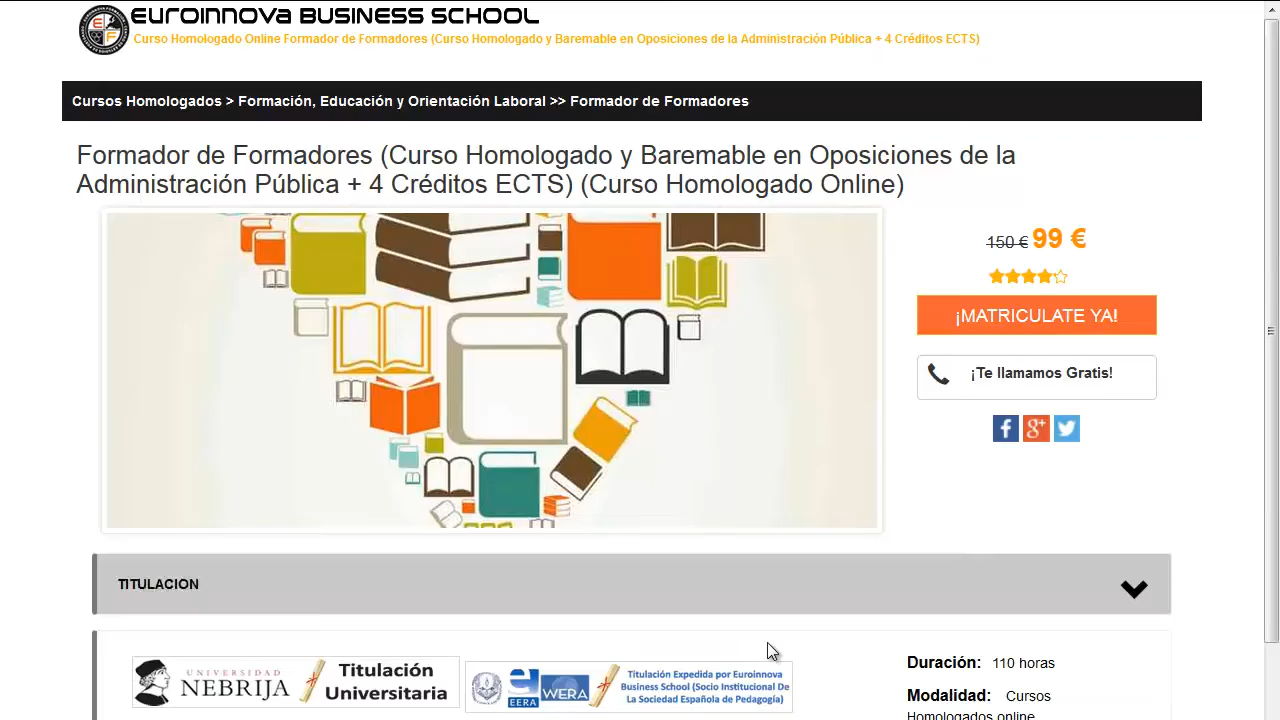 EUROINNOVA BUSINESS SCHOOL
Curso Homologado Online Formador de Formadores (Curso Homologado y Baremable en Oposiciones de la Administración Pública + 4 Créditos ECTS)
Cursos Homologados > Formación, Educación y Orientación Laboral >> Formador de Formadores
Formador de Formadores (Curso Homologado y Baremable en Oposiciones de la
Administración Pública + 4 Créditos ECTS) (Curso Homologado Online)
150 € 99 €
¡MATRICULATE YA!
¡Te llamamos Gratis!
TITULACION
UNIVERSIDAD
NEBRIJA
Titulación
Universitaria
EERA
WERA
Titulación Expedida por Euroinnova
Business School (Socio Institucional De
La Sociedad Española de Pedagogía)
Duración: 110 horas
Modalidad: Cursos
Homologados online